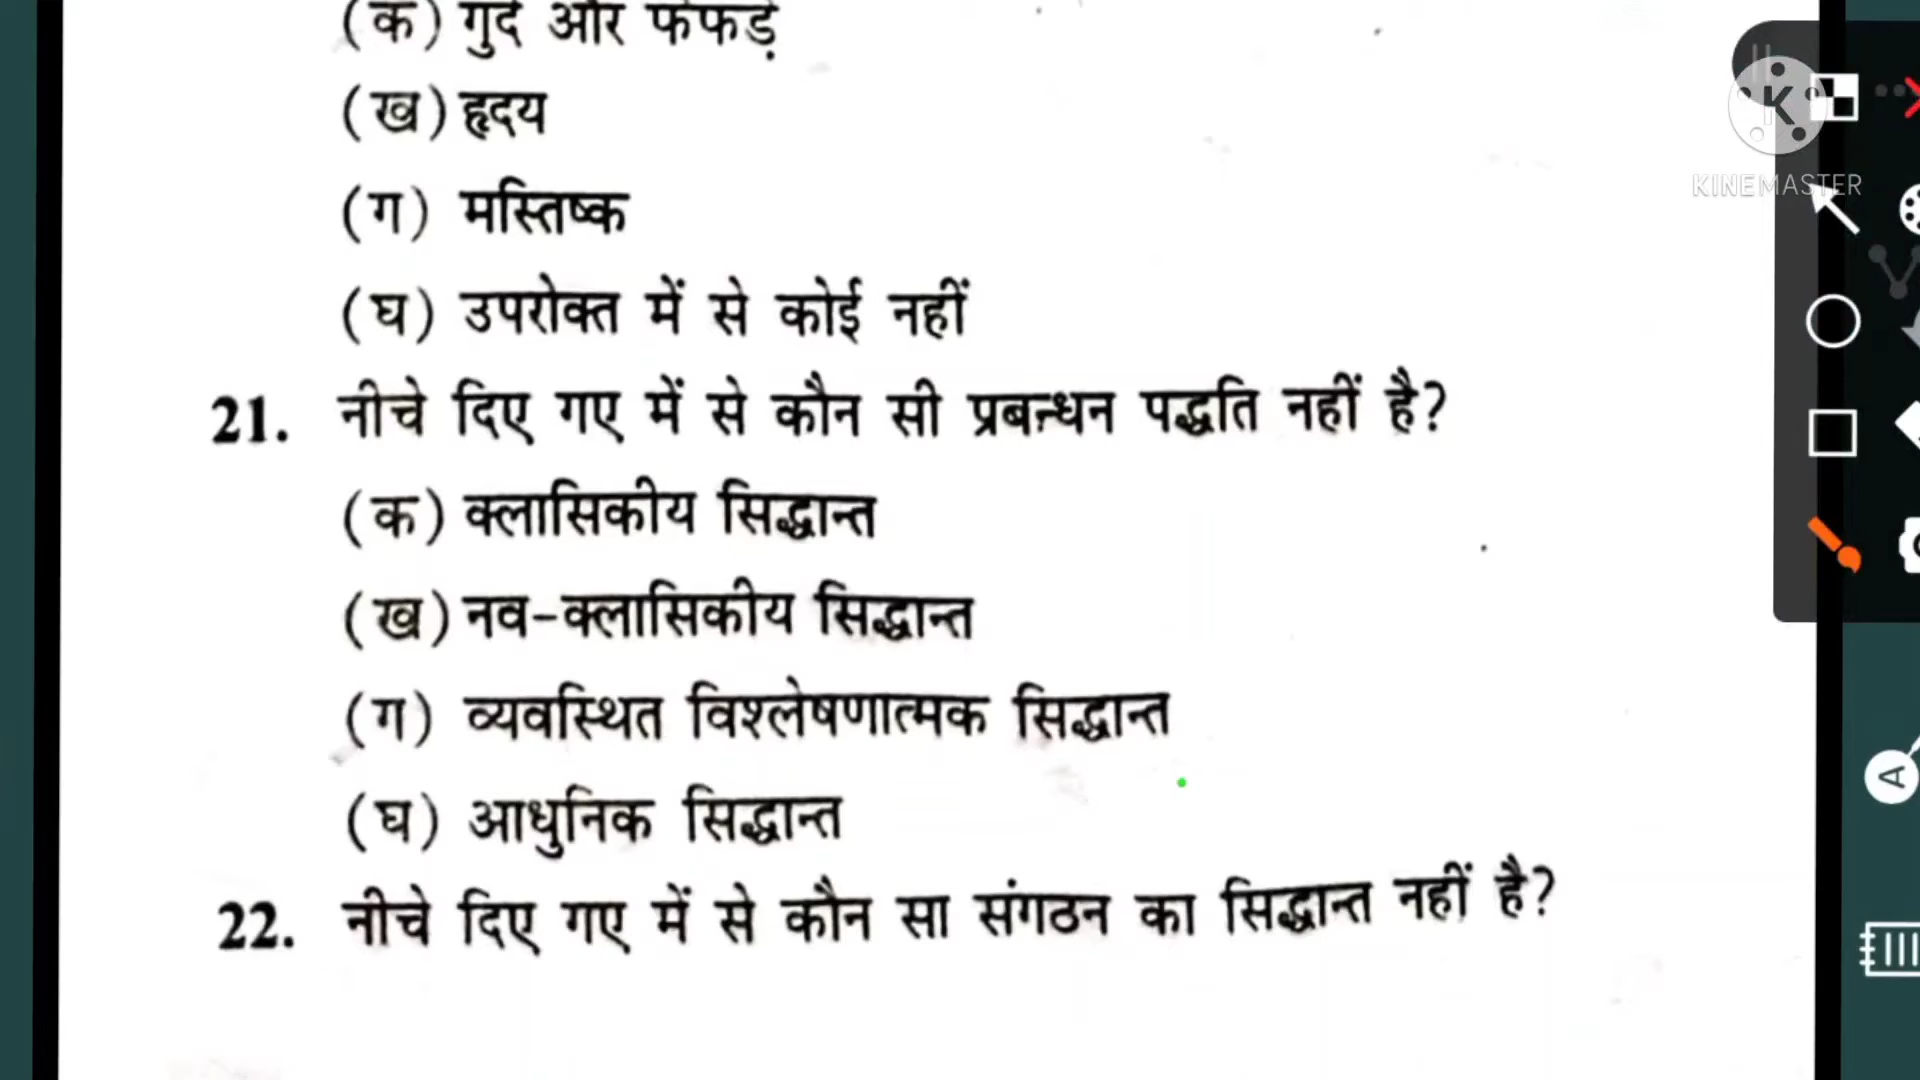 (क) गुर्दे और फेफड़े
(ख) हृदय
(ग) मस्तिष्क
(घ) उपरोक्त में से कोई नहीं
21. नीचे दिए गए में से कौन सी प्रबन्धन पद्धति नहीं है?
(क) क्लासिकीय सिद्धान्त
(ख) नव-क्लासिकीय सिद्धान्त
(ग) व्यवस्थित विश्लेषणात्मक सिद्धान्त
(घ) आधुनिक सिद्धान्त
22. नीचे दिए गए में से कौन सा संगठन का सिद्धान्त नहीं है?
K
KINEMASTER
A